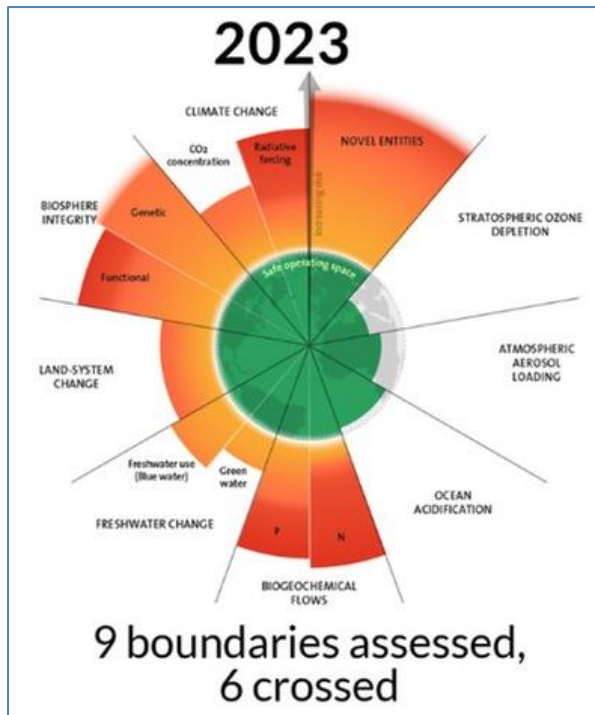 2023
CLIMATE CHANGE
CO2
concentration
Radiative
forcing
NOVEL ENTITIES
Increasing risk
BIOSPHERE
INTEGRITY
Genetic
Functional
STRATOSPHERIC OZONE
DEPLETION
Safe operating space
LAND-SYSTEM
CHANGE
ATMOSPHERIC
AEROSOL
LOADING
Freshwater use
(Blue water)
Green
water
FRESHWATER CHANGE
P
N
OCEAN
ACIDIFICATION
BIOGEOCHEMICAL
FLOWS
9 boundaries assessed,
6 crossed